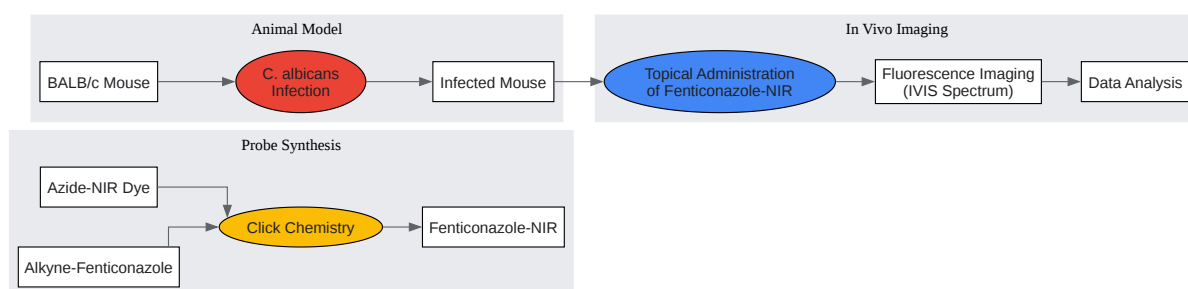 Animal Model
BALB/c Mouse
C. albicans
Infection
Infected Mouse
In Vivo Imaging
Topical Administration
of Fenticonazole-NIR
Fluorescence Imaging
(IVIS Spectrum)
Data Analysis
Probe Synthesis
Azide-NIR Dye
Alkyne-Fenticonazole
Click Chemistry
Fenticonazole-NIR